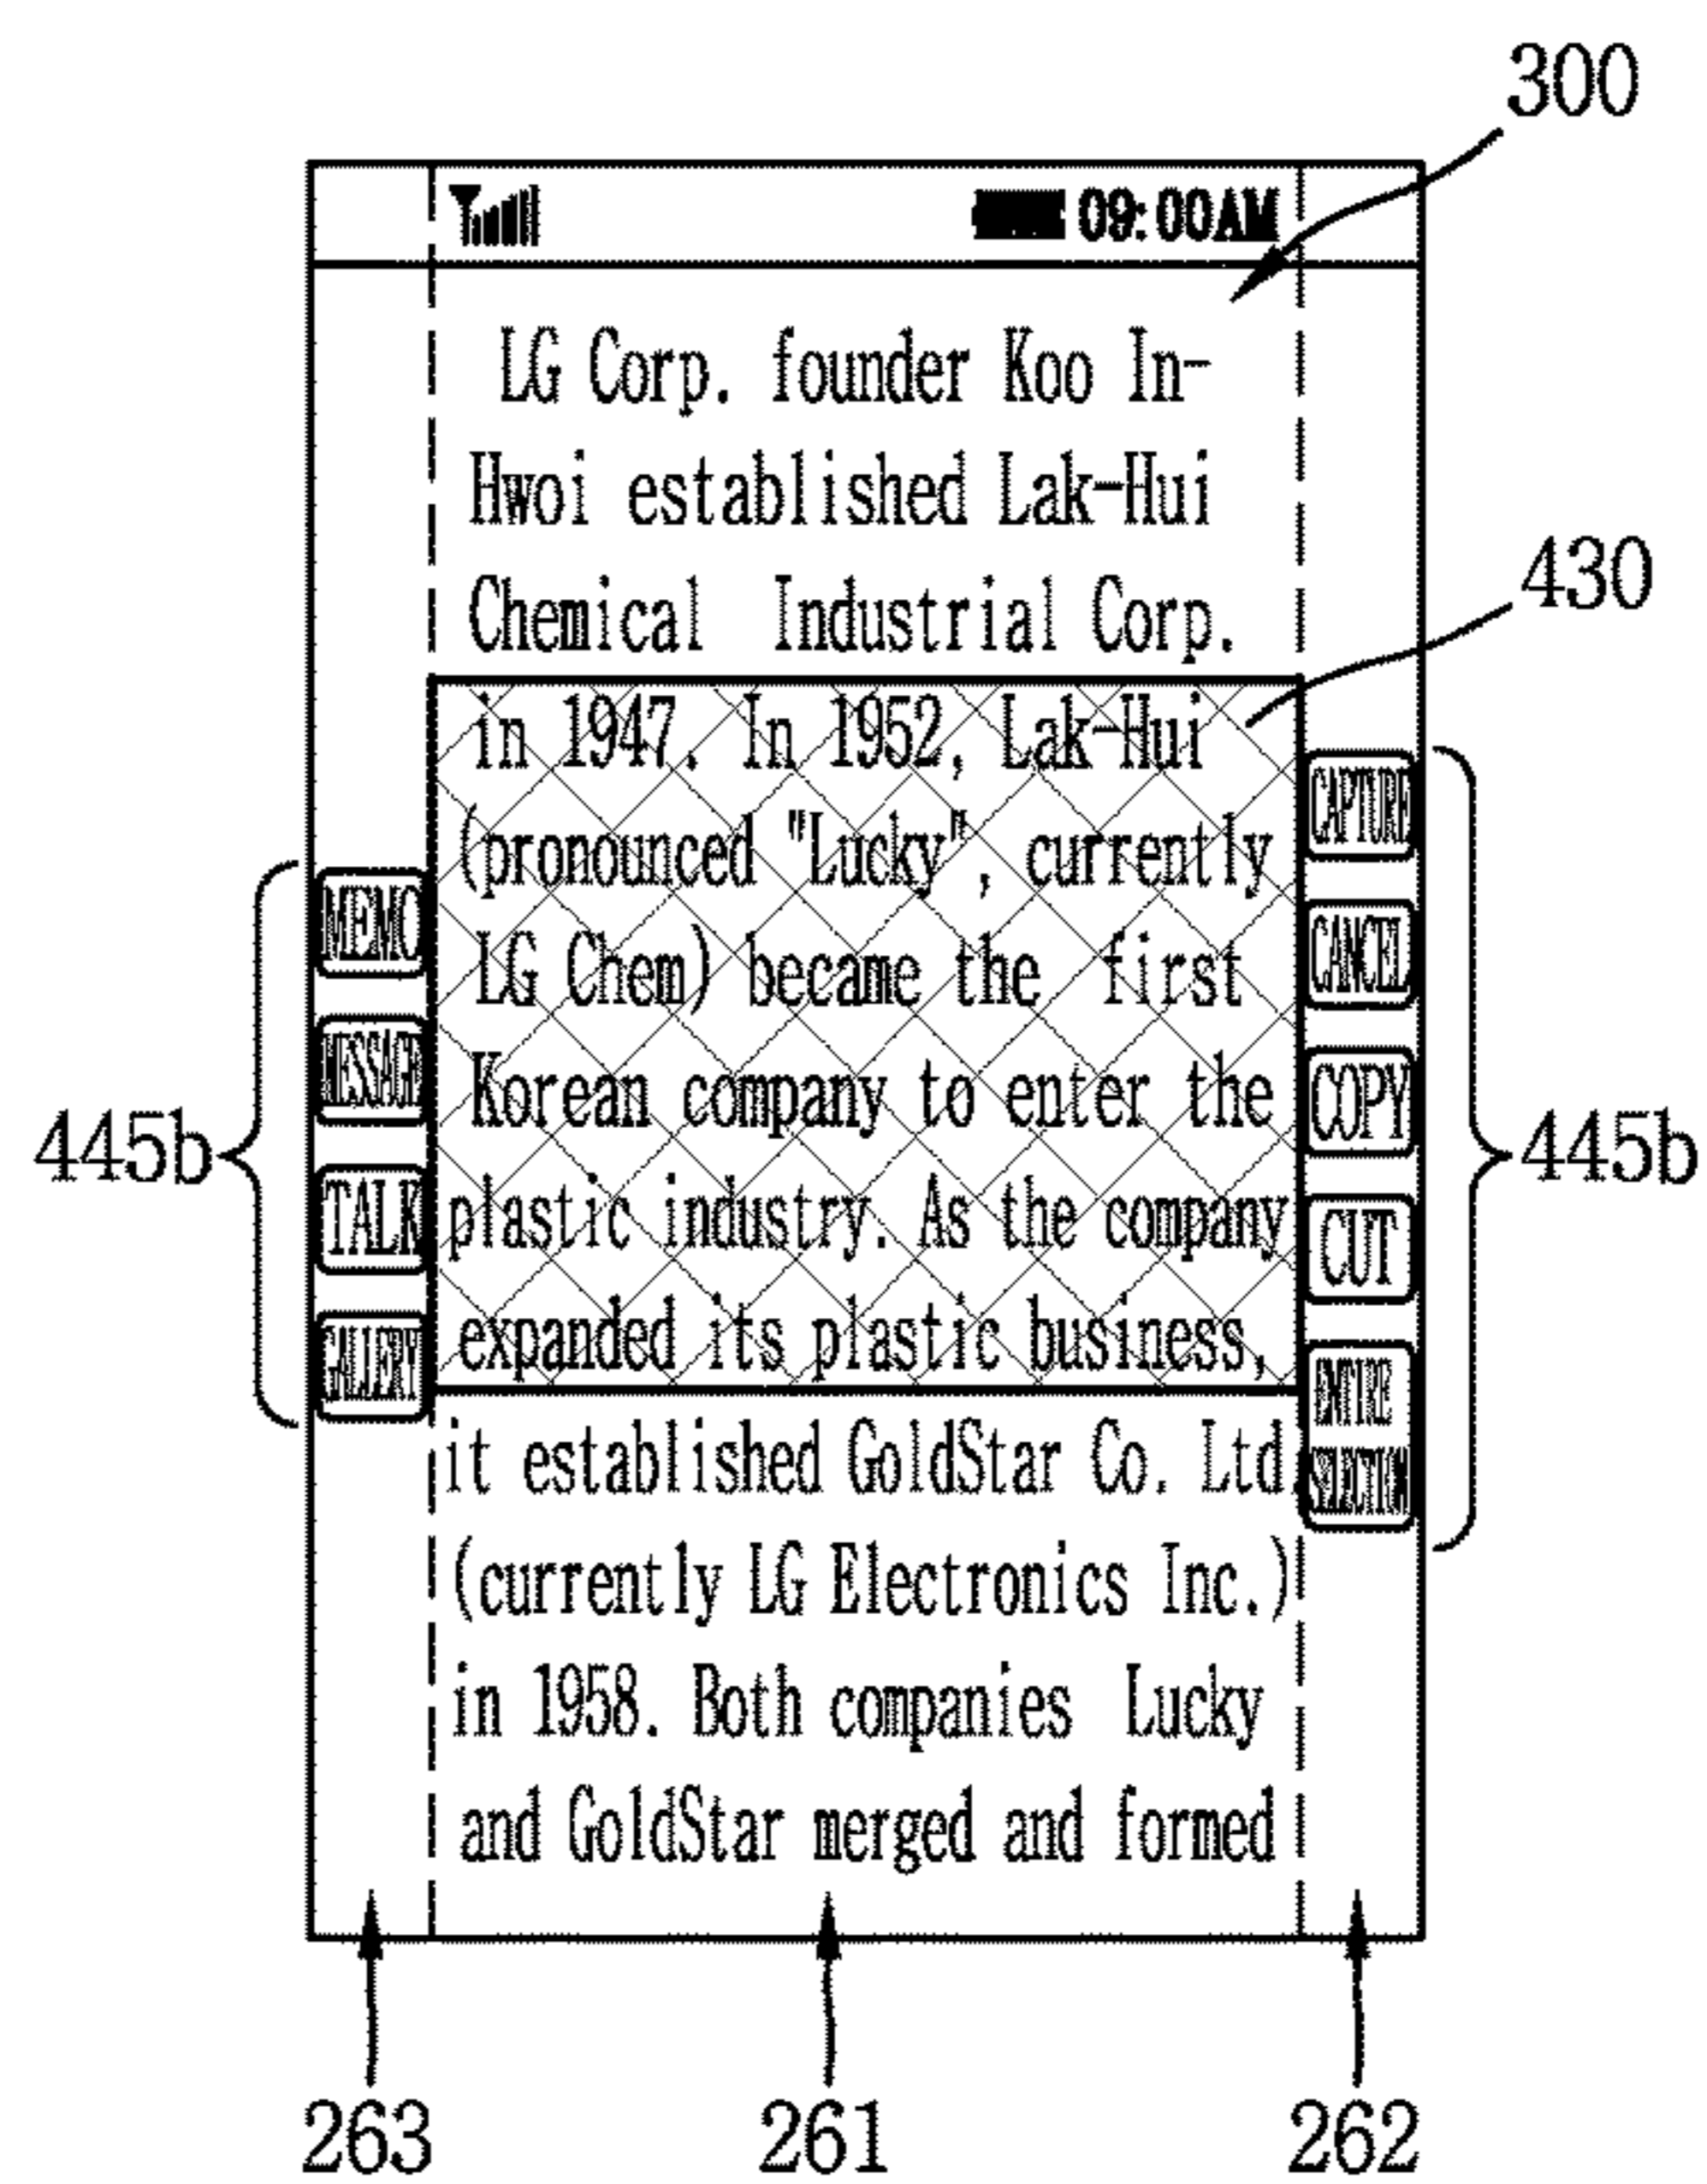 300
09:00AM
LG Corp. founder Koo In-
Hwoi established Lak-Hui
Chemical Industrial Corp.
430
in 1947. In 1952, Lak-Hui
(pronounced "Lucky", currently
LG Chem) became the first
Korean company to enter the
plastic industry. As the company
expanded its plastic business,
it established GoldStar Co. Ltd.
(currently LG Electronics Inc.)
in 1958. Both companies Lucky
and GoldStar merged and formed
445b
MEMO
MESSAGE
TALK
GALLERY
CAPTURE
CANCEL
COPY
CUT
ENTIRE
SELECTION
445b
263
261
262